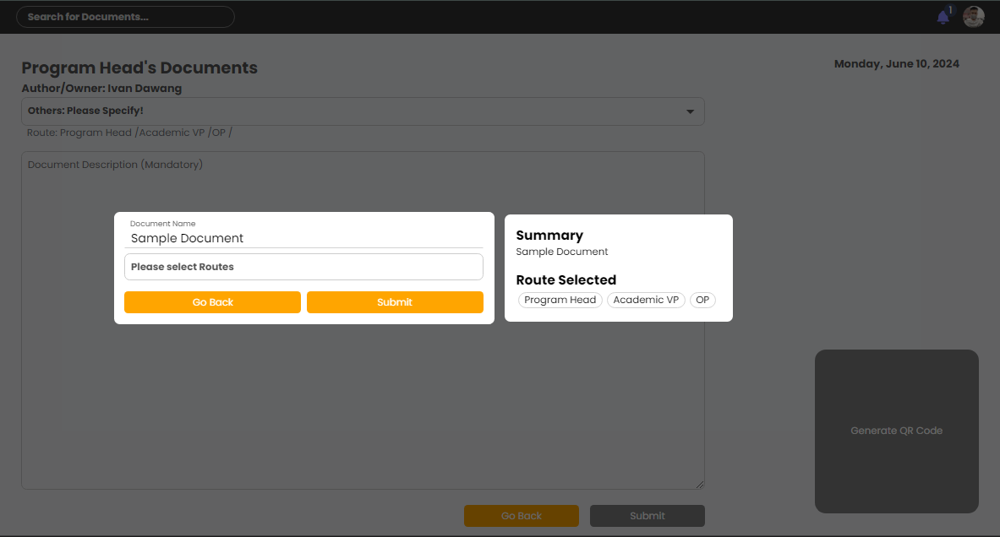 Search for Documents...
1
Program Head's Documents
Monday, June 10, 2024
Author/Owner: Ivan Dawang
Others: Please Specify!
Route: Program Head /Academic VP /OP /
Document Description (Mandatory)
Document Name
Sample Document
Please select Routes
Go Back
Submit
Summary
Sample Document
Route Selected
Program Head
Academic VP
OP
Generate QR Code
Go Back
Submit